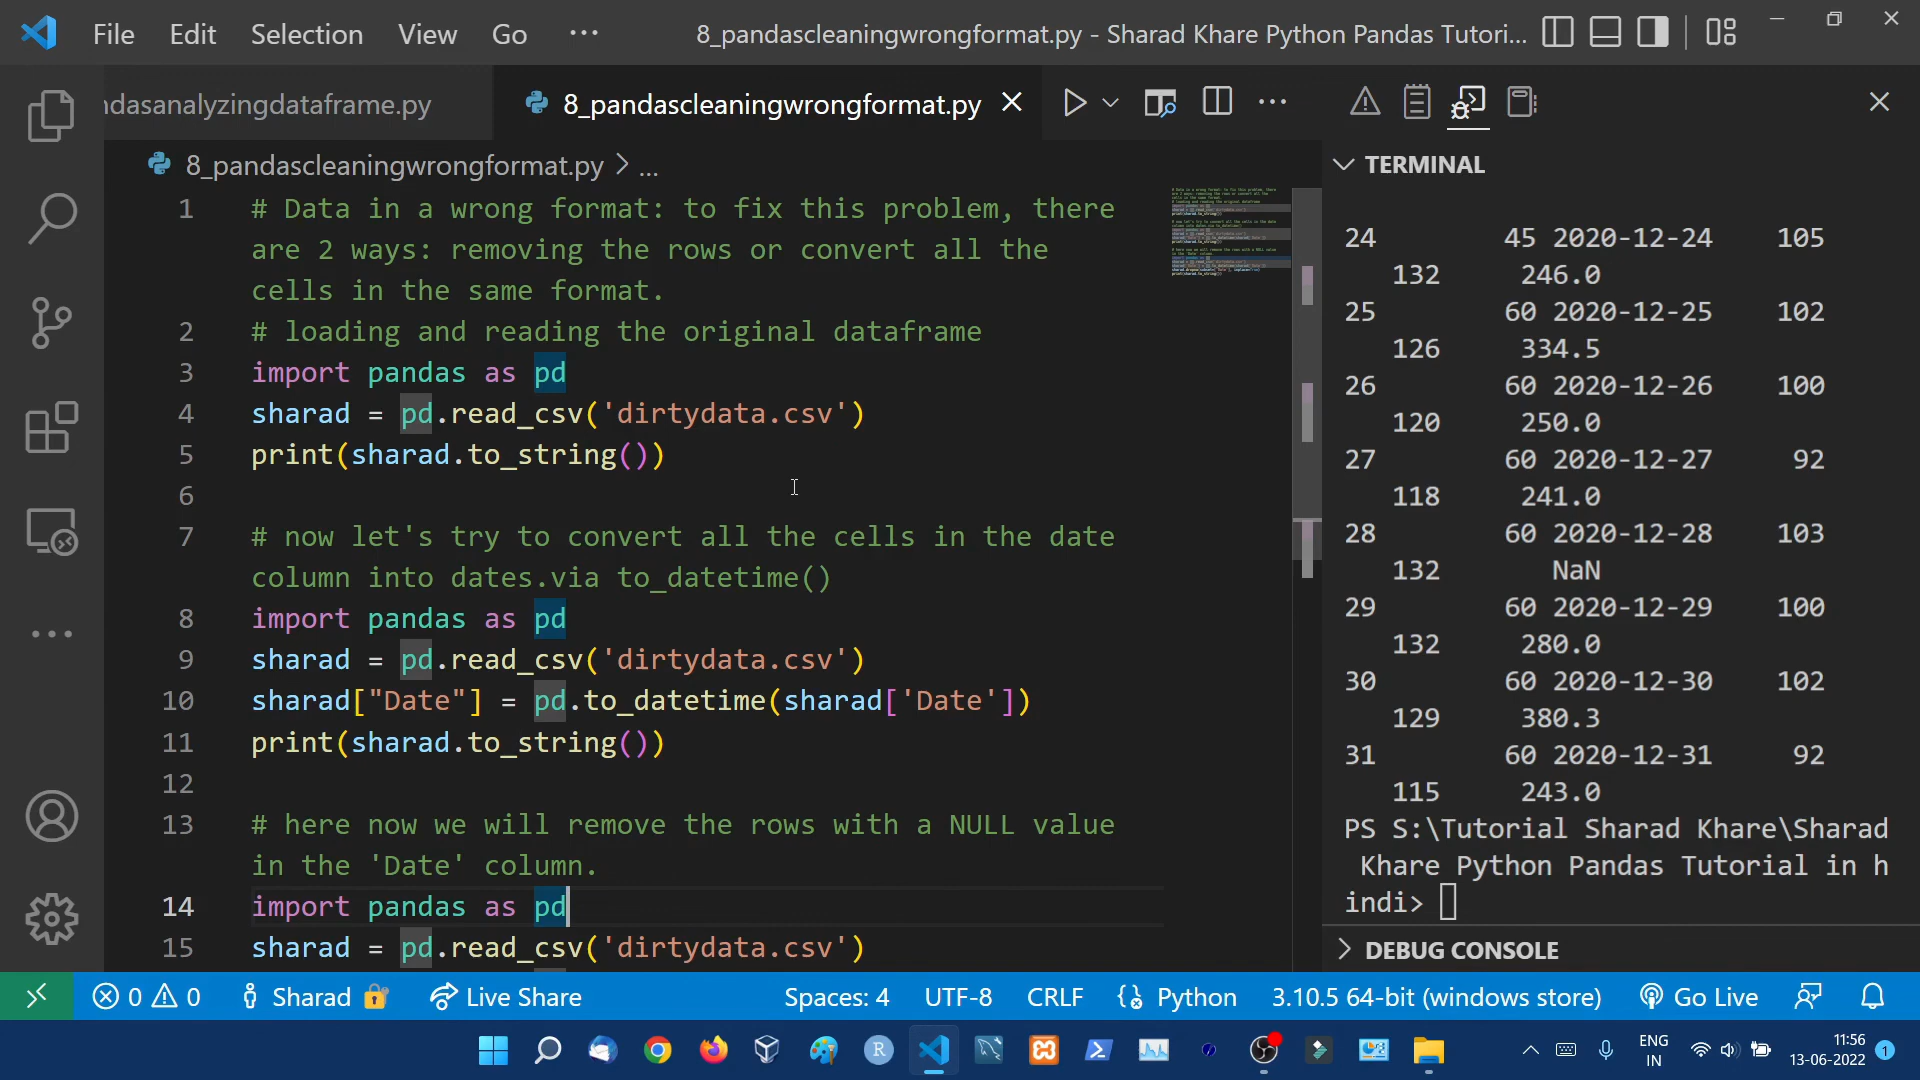 File Edit Selection View Go ··· 8_pandascleaningwrongformat.py - Sharad Khare Python Pandas Tutori...
ndasanalyzingdataframe.py 8_pandascleaningwrongformat.py
8_pandascleaningwrongformat.py > ...
1 # Data in a wrong format: to fix this problem, there
are 2 ways: removing the rows or convert all the
cells in the same format.
2 # loading and reading the original dataframe
3 import pandas as pd
4 sharad = pd.read_csv('dirtydata.csv')
5 print(sharad.to_string())
6
7 # now let's try to convert all the cells in the date
column into dates.via to_datetime()
8 import pandas as pd
9 sharad = pd.read_csv('dirtydata.csv')
10 sharad["Date"] = pd.to_datetime(sharad['Date'])
11 print(sharad.to_string())
12
13 # here now we will remove the rows with a NULL value
in the 'Date' column.
14 import pandas as pd
15 sharad = pd.read_csv('dirtydata.csv')
TERMINAL
24 45 2020-12-24 105
132 246.0
25 60 2020-12-25 102
126 334.5
26 60 2020-12-26 100
120 250.0
27 60 2020-12-27 92
118 241.0
28 60 2020-12-28 103
132 NaN
29 60 2020-12-29 100
132 280.0
30 60 2020-12-30 102
129 380.3
31 60 2020-12-31 92
115 243.0
PS S:\Tutorial Sharad Khare\Sharad
Khare Python Pandas Tutorial in h
indi>
DEBUG CONSOLE
0 0 Sharad Live Share Spaces: 4 UTF-8 CRLF Python 3.10.5 64-bit (windows store) Go Live
R ENG
IN
11:56
13-06-2022 1